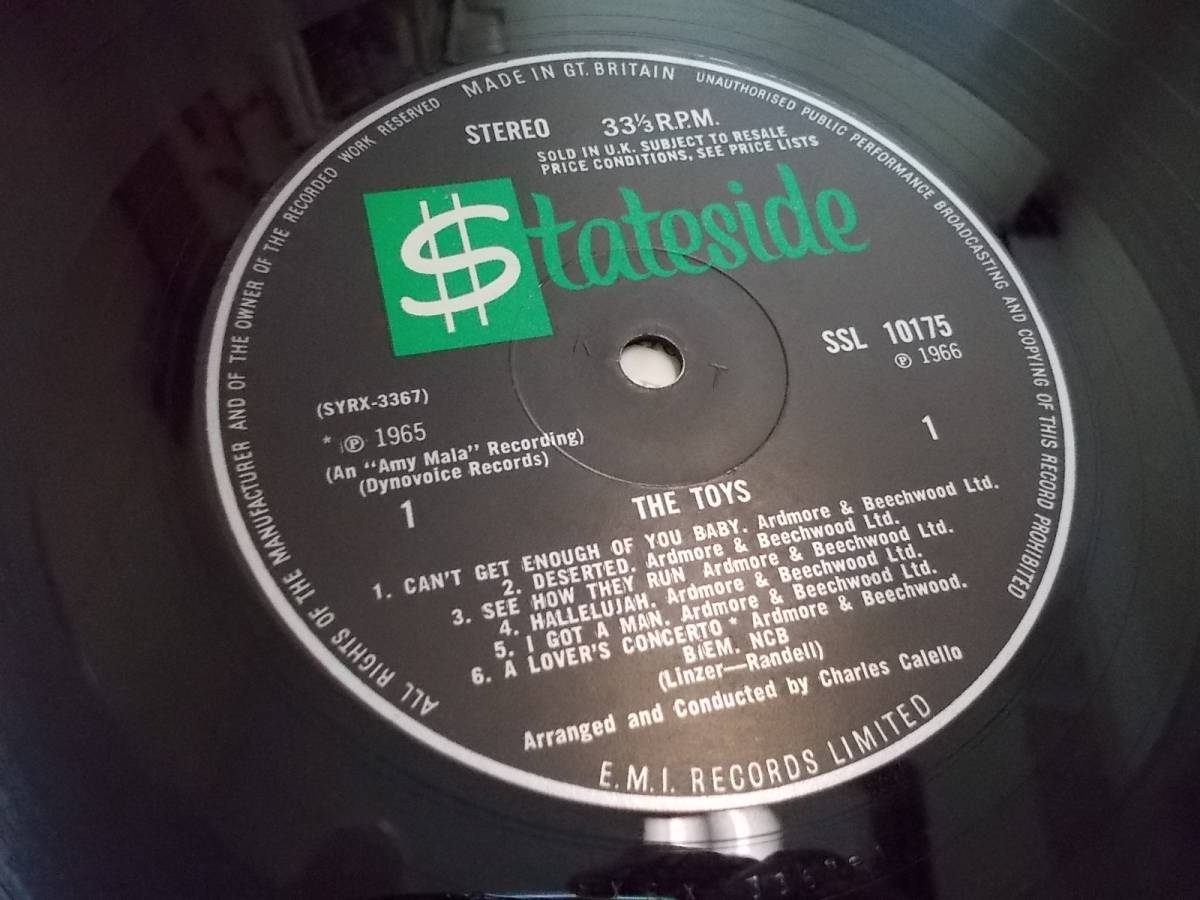 MADE IN GT. BRITAIN
UNAUTHORISED PUBLIC PERFORMANCE BROADCASTING AND COPYING OF THIS RECORD PROHIBITED
ALL RIGHTS OF THE MANUFACTURER AND OF THE OWNER OF THE RECORDED WORK RESERVED
STEREO 33⅓ R.P.M.
SOLD IN U.K. SUBJECT TO RESALE
PRICE CONDITIONS, SEE PRICE LISTS
$tateside
SSL 10175
℗ 1966
(SYRX-3367)
* ℗ 1965
(An "Amy Mala" Recording)
(Dynovoice Records)
1
1
K T
THE TOYS
1. CAN'T GET ENOUGH OF YOU BABY. Ardmore & Beechwood Ltd.
2. DESERTED. Ardmore & Beechwood Ltd.
3. SEE HOW THEY RUN Ardmore & Beechwood Ltd.
4. HALLELUJAH. Ardmore & Beechwood Ltd.
5. I GOT A MAN. Ardmore & Beechwood Ltd.
6. A LOVER'S CONCERTO * Ardmore & Beechwood.
BIEM. NCB
(Linzer—Randell)
Arranged and Conducted by Charles Calello
E.M.I. RECORDS LIMITED